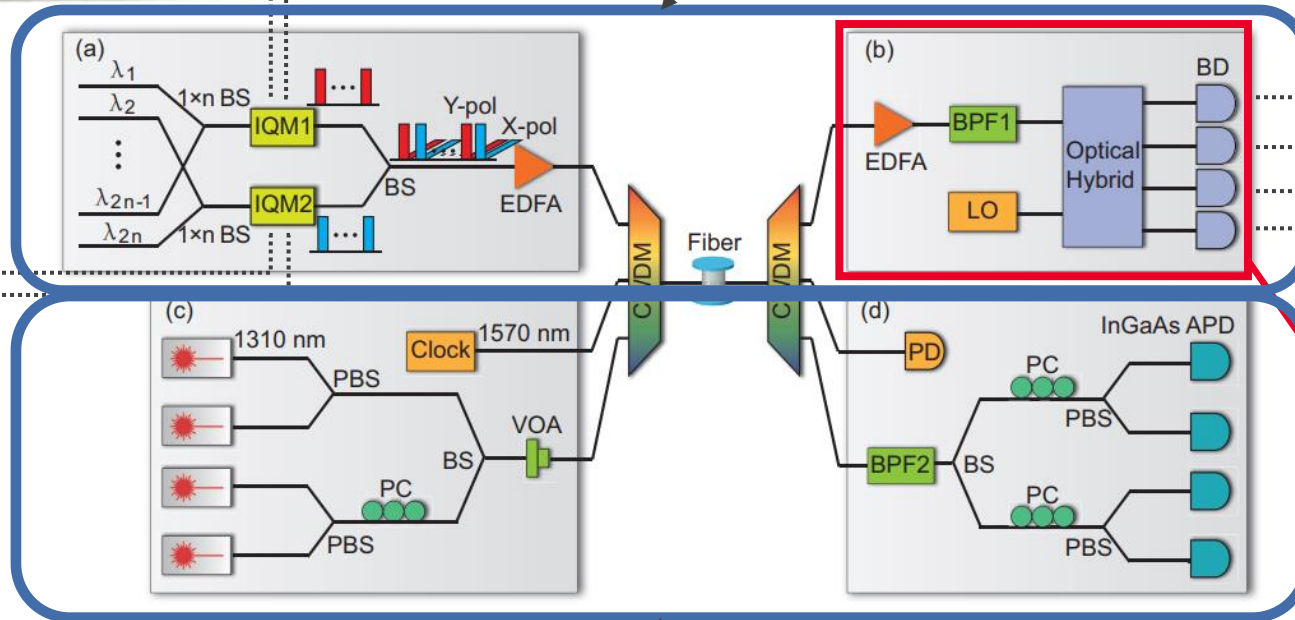 (a)
λ1
1×n BS
λ2
IQM1
Y-pol
X-pol
BS
EDFA
λ2n-1
IQM2
λ2n
1×n BS
(b)
BD
EDFA
BPF1
Optical
Hybrid
LO
Fiber
(c)
1310 nm
Clock
1570 nm
PBS
VOA
BS
PC
PBS
(d)
InGaAs APD
PD
PC
PBS
BPF2
BS
PC
PBS